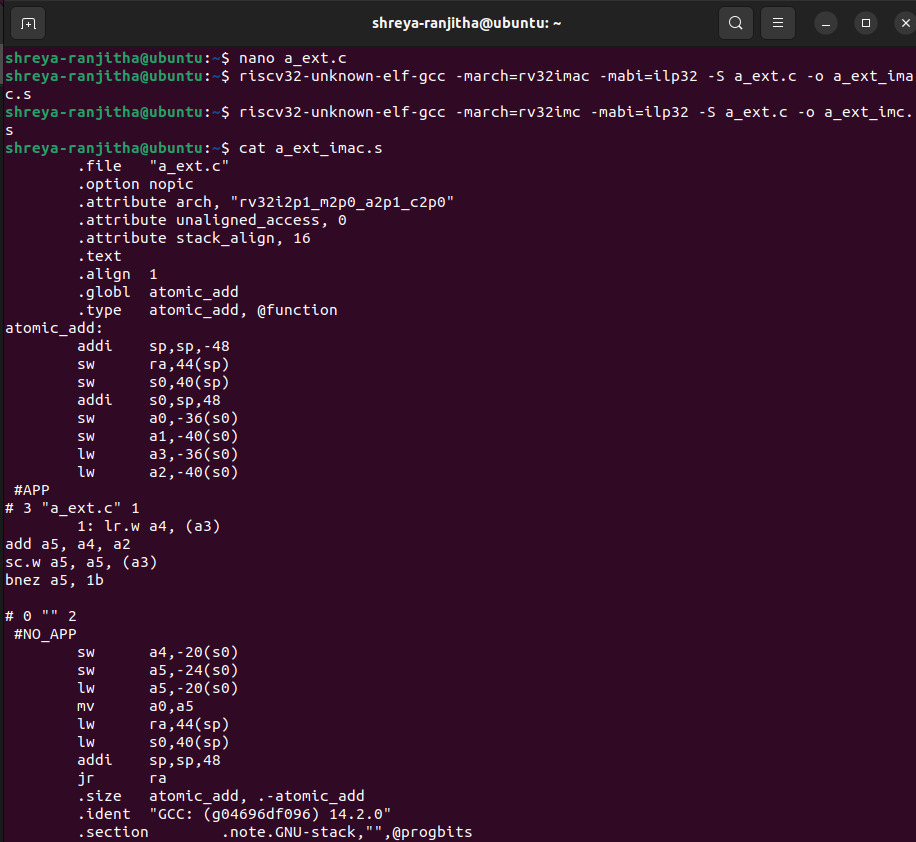 shreya-ranjitha@ubuntu: ~
shreya-ranjitha@ubuntu:~$ nano a_ext.c
shreya-ranjitha@ubuntu:~$ riscv32-unknown-elf-gcc -march=rv32imac -mabi=ilp32 -S a_ext.c -o a_ext_ima
c.s
shreya-ranjitha@ubuntu:~$ riscv32-unknown-elf-gcc -march=rv32imc -mabi=ilp32 -S a_ext.c -o a_ext_imc.
s
shreya-ranjitha@ubuntu:~$ cat a_ext_imac.s
        .file   "a_ext.c"
        .option nopic
        .attribute arch, "rv32i2p1_m2p0_a2p1_c2p0"
        .attribute unaligned_access, 0
        .attribute stack_align, 16
        .text
        .align  1
        .globl  atomic_add
        .type   atomic_add, @function
atomic_add:
        addi    sp,sp,-48
        sw      ra,44(sp)
        sw      s0,40(sp)
        addi    s0,sp,48
        sw      a0,-36(s0)
        sw      a1,-40(s0)
        lw      a3,-36(s0)
        lw      a2,-40(s0)
 #APP
# 3 "a_ext.c" 1
        1: lr.w a4, (a3)
add a5, a4, a2
sc.w a5, a5, (a3)
bnez a5, 1b

# 0 "" 2
 #NO_APP
        sw      a4,-20(s0)
        sw      a5,-24(s0)
        lw      a5,-20(s0)
        mv      a0,a5
        lw      ra,44(sp)
        lw      s0,40(sp)
        addi    sp,sp,48
        jr      ra
        .size   atomic_add, .-atomic_add
        .ident  "GCC: (g04696df096) 14.2.0"
        .section        .note.GNU-stack,"",@progbits